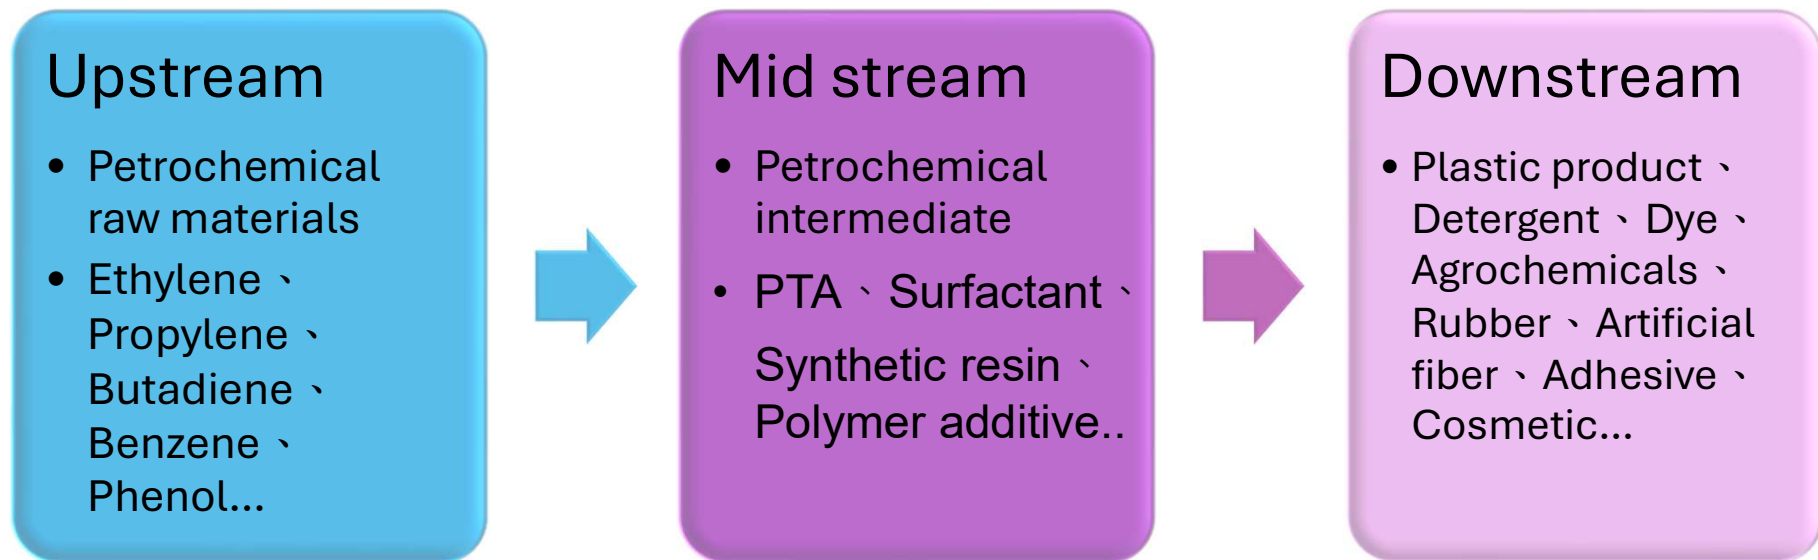 Upstream
• Petrochemical
raw materials
• Ethylene、
Propylene、
Butadiene、
Benzene、
Phenol...
Mid stream
• Petrochemical
intermediate
• PTA、Surfactant、
Synthetic resin、
Polymer additive..
Downstream
• Plastic product、
Detergent、Dye、
Agrochemicals、
Rubber、Artificial
fiber、Adhesive、
Cosmetic...